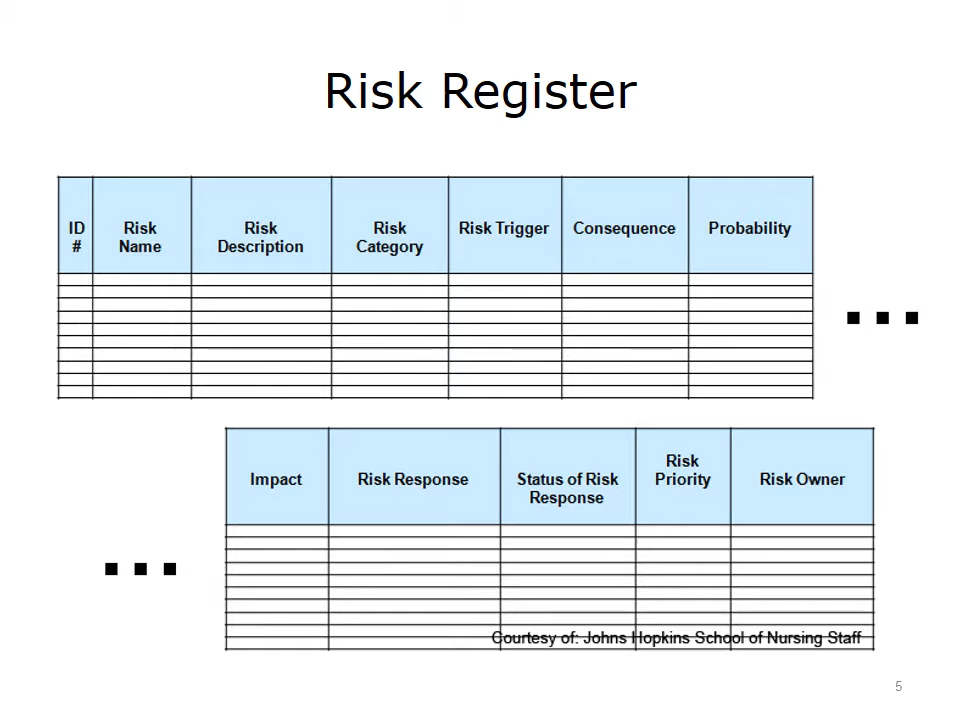 Risk Register
ID # Risk Name Risk Description Risk Category Risk Trigger Consequence Probability
...
Impact Risk Response Status of Risk Response Risk Priority Risk Owner
...
Courtesy of: Johns Hopkins School of Nursing Staff
5